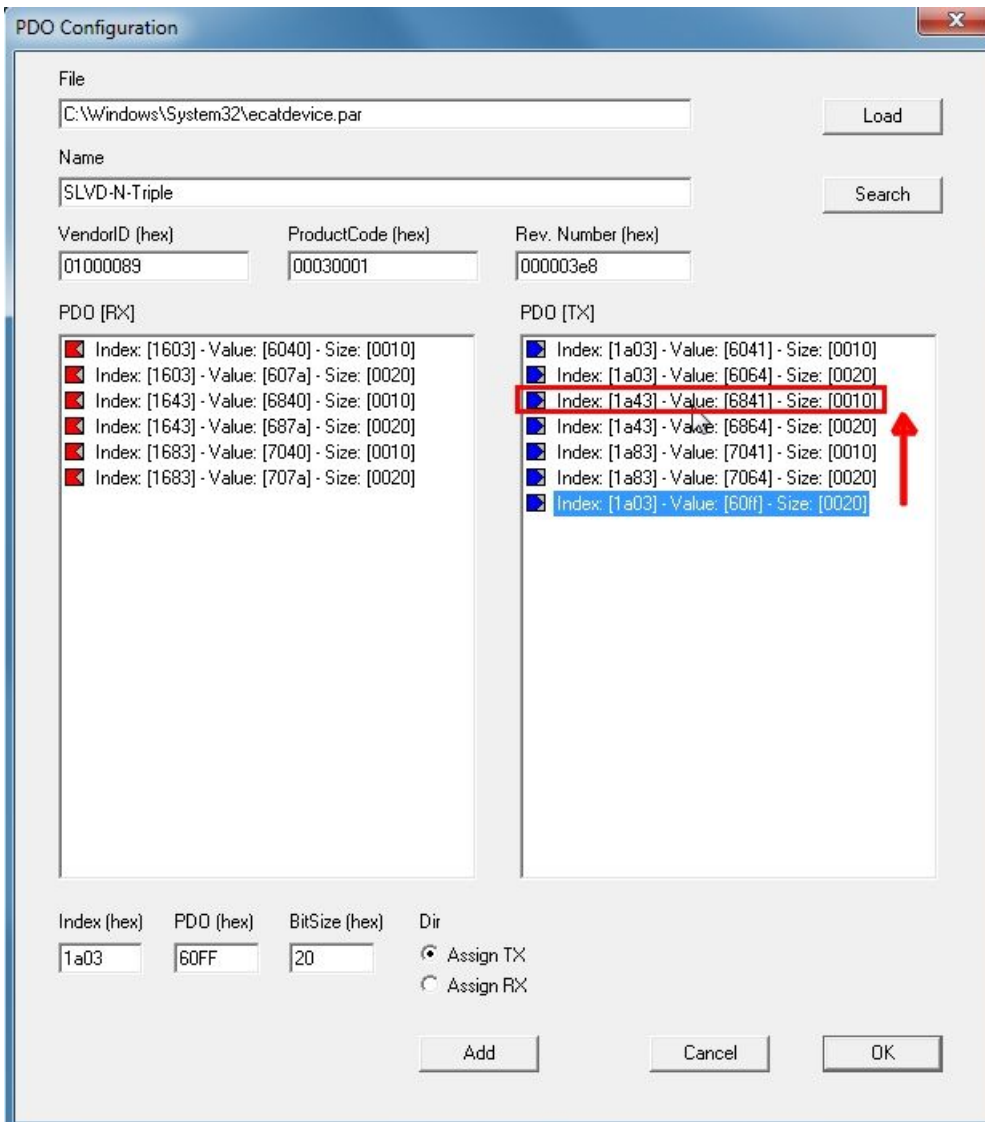 PDO Configuration
File
C:\Windows\System32\ecatdevice.par
Load
Name
SLVD-N-Triple
Search
VendorID (hex)
ProductCode (hex)
Rev. Number (hex)
01000089
00030001
000003e8
PDO [RX]
Index: [1603] - Value: [6040] - Size: [0010]
Index: [1603] - Value: [607a] - Size: [0020]
Index: [1643] - Value: [6840] - Size: [0010]
Index: [1643] - Value: [687a] - Size: [0020]
Index: [1683] - Value: [7040] - Size: [0010]
Index: [1683] - Value: [707a] - Size: [0020]
PDO [TX]
Index: [1a03] - Value: [6041] - Size: [0010]
Index: [1a03] - Value: [6064] - Size: [0020]
Index: [1a43] - Value: [6841] - Size: [0010]
Index: [1a43] - Value: [6864] - Size: [0020]
Index: [1a83] - Value: [7041] - Size: [0010]
Index: [1a83] - Value: [7064] - Size: [0020]
Index: [1a03] - Value: [60ff] - Size: [0020]
Index (hex)
PDO (hex)
BitSize (hex)
Dir
1a03
60FF
20
Assign TX
Assign RX
Add
Cancel
OK